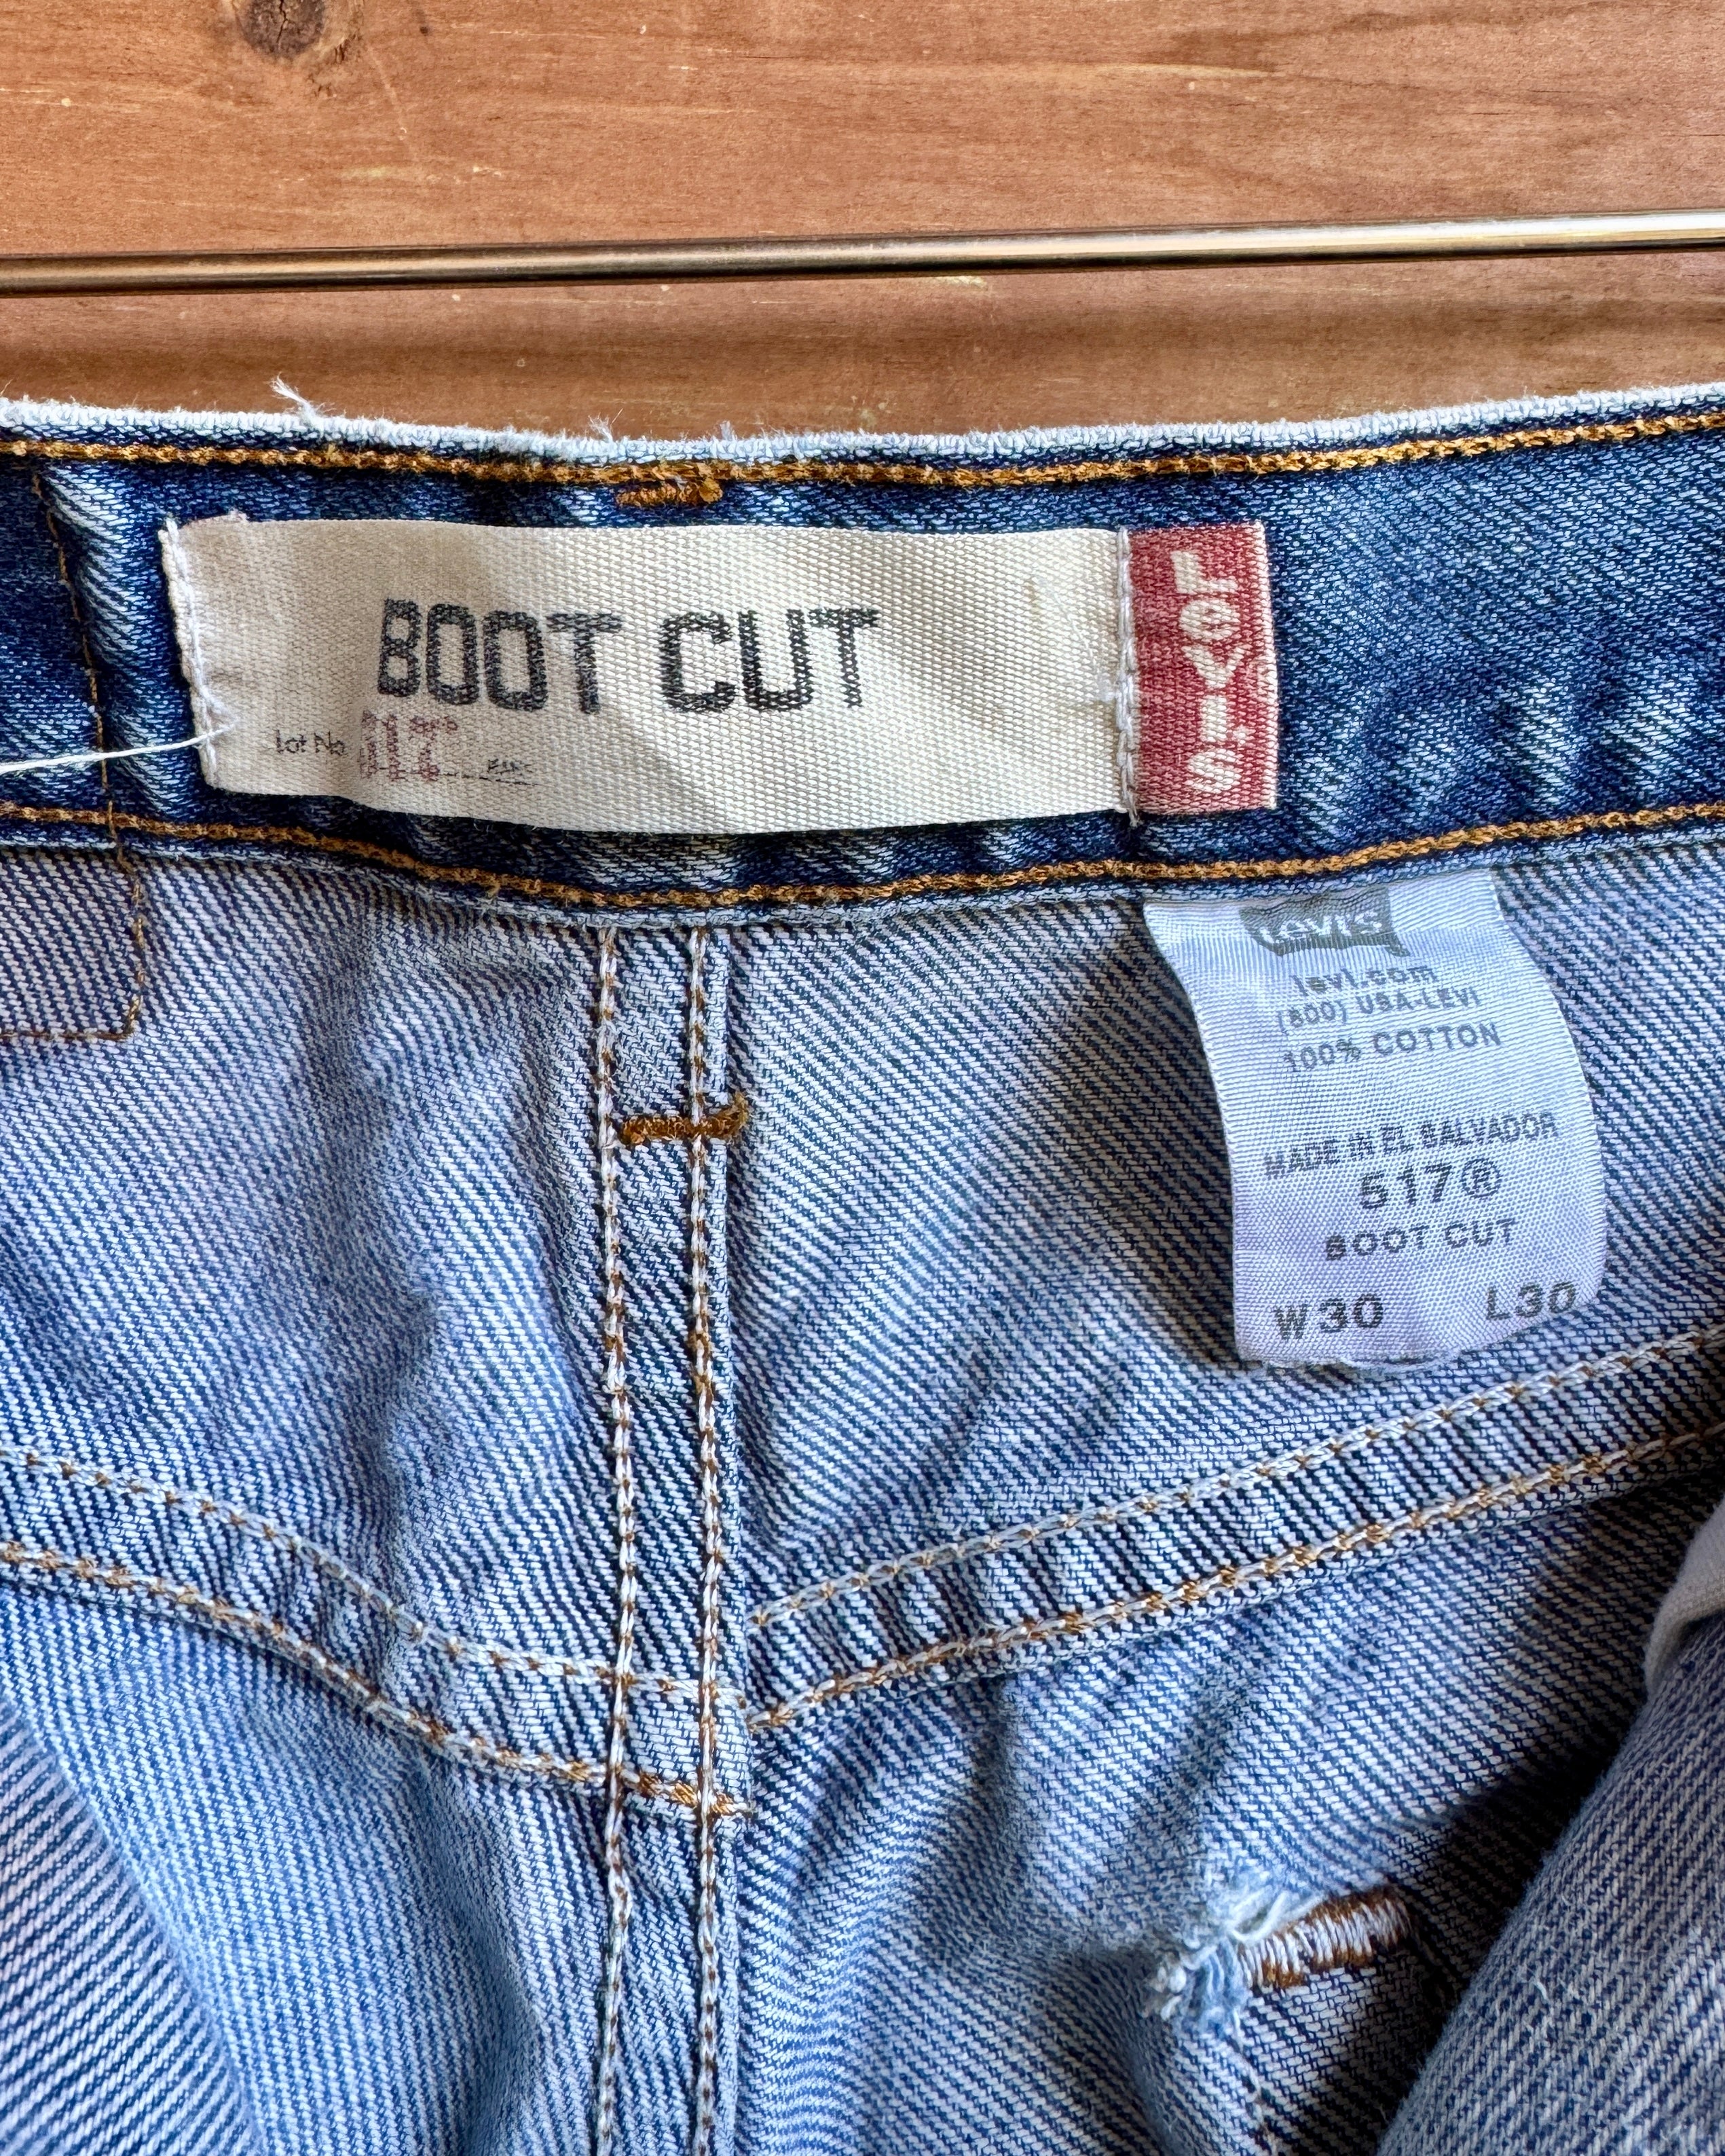 BOOT CUT
Lot No 517
LEVI'S
Levi's
levi.com
(800) USA-LEVI
100% COTTON
MADE IN EL SALVADOR
517®
BOOT CUT
W30 L30